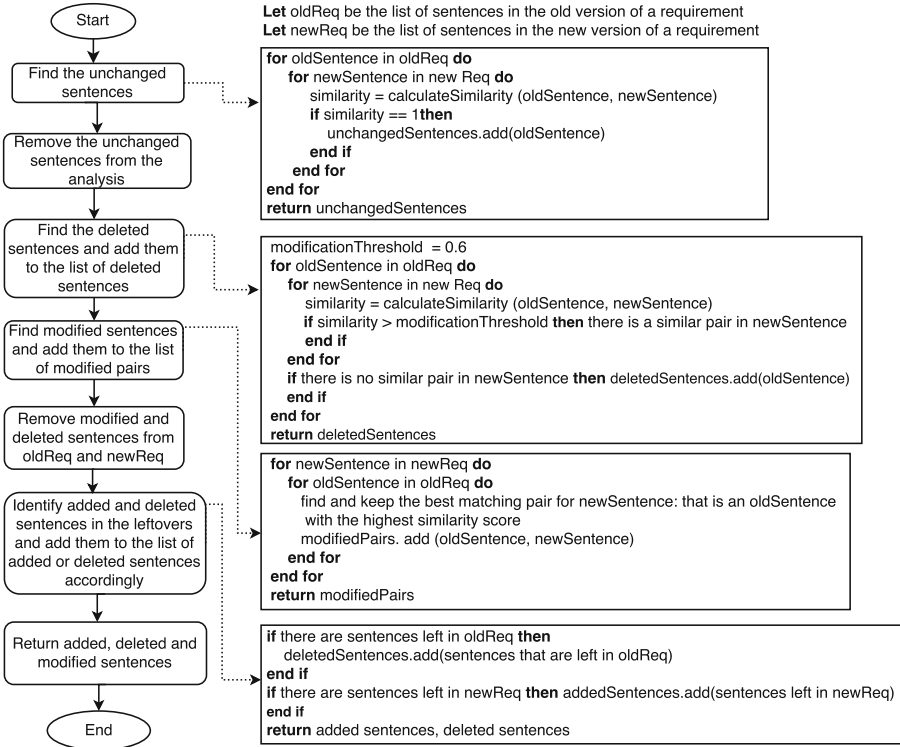 Start
Find the unchanged
sentences
Remove the unchanged
sentences from the
analysis
Find the deleted
sentences and add them
to the list of deleted
sentences
Find modified sentences
and add them to the list
of modified pairs
Remove modified and
deleted sentences from
oldReq and newReq
Identify added and deleted
sentences in the leftovers
and add them to the list of
added or deleted sentences
accordingly
Return added, deleted and
modified sentences
End
Let oldReq be the list of sentences in the old version of a requirement
Let newReq be the list of sentences in the new version of a requirement
for oldSentence in oldReq do
for newSentence in new Req do
similarity = calculateSimilarity (oldSentence, newSentence)
if similarity == 1then
unchangedSentences.add(oldSentence)
end if
end for
end for
return unchangedSentences
modificationThreshold = 0.6
for oldSentence in oldReq do
for newSentence in new Req do
similarity = calculateSimilarity (oldSentence, newSentence)
if similarity > modificationThreshold then there is a similar pair in newSentence
end if
end for
if there is no similar pair in newSentence then deletedSentences.add(oldSentence)
end if
end for
return deletedSentences
for newSentence in newReq do
for oldSentence in oldReq do
find and keep the best matching pair for newSentence: that is an oldSentence
with the highest similarity score
modifiedPairs. add (oldSentence, newSentence)
end for
end for
return modifiedPairs
if there are sentences left in oldReq then
deletedSentences.add(sentences that are left in oldReq)
end if
if there are sentences left in newReq then addedSentences.add(sentences left in newReq)
end if
return added sentences, deleted sentences